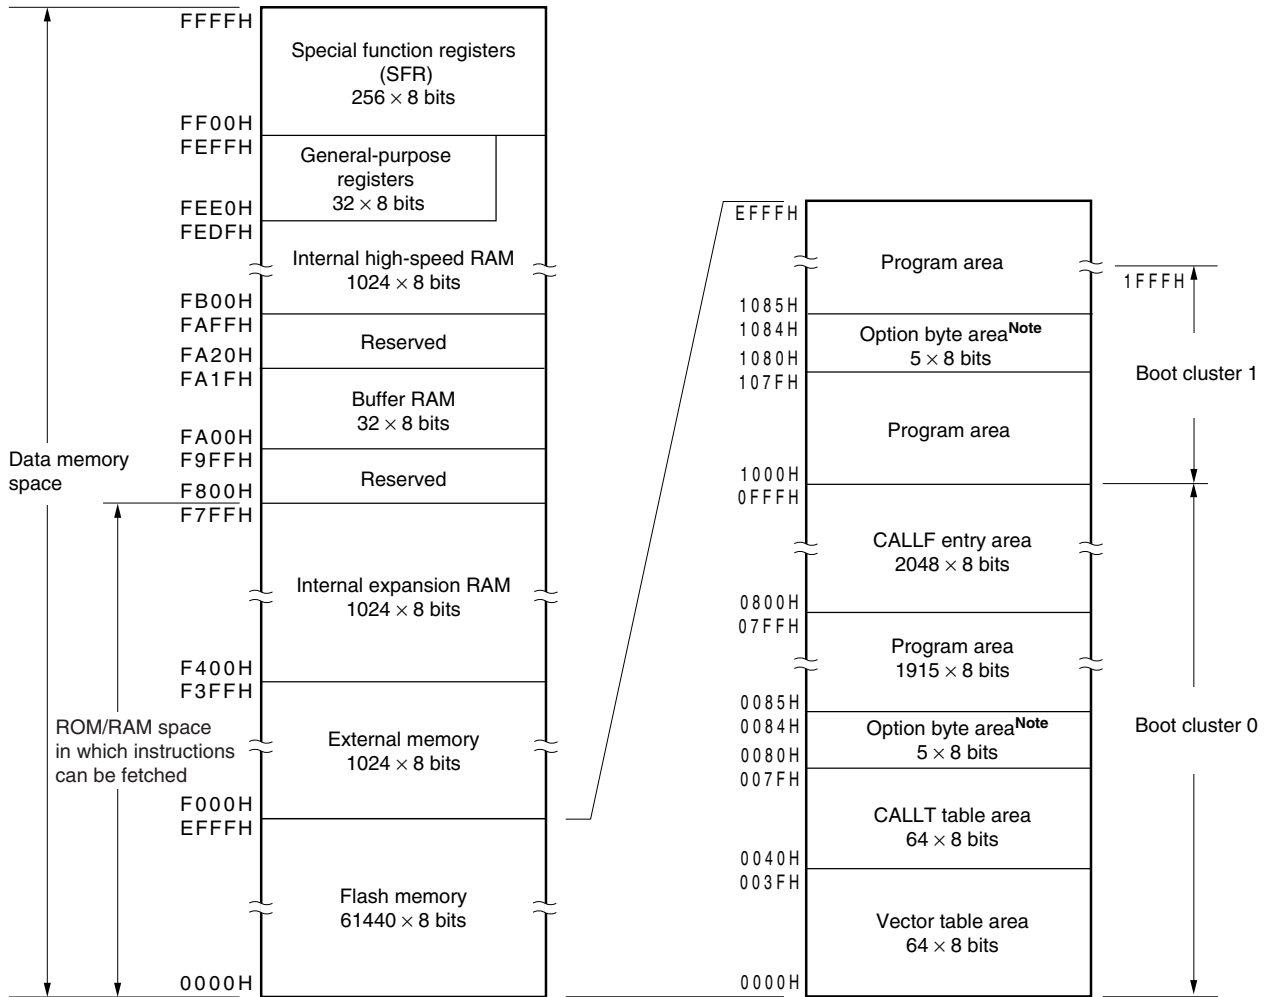 FFFFH
Special function registers
(SFR)
256 × 8 bits
FF00H
FEFFH
General-purpose
registers
32 × 8 bits
FEE0H
FEDFH
Internal high-speed RAM
1024 × 8 bits
FB00H
FAFFH
Reserved
FA20H
FA1FH
Buffer RAM
32 × 8 bits
FA00H
F9FFH
Reserved
F800H
F7FFH
Data memory
space
Internal expansion RAM
1024 × 8 bits
F400H
F3FFH
ROM/RAM space
in which instructions
can be fetched
External memory
1024 × 8 bits
F000H
EFFFH
Flash memory
61440 × 8 bits
0000H
EFFFH
Program area
1FFFH
1085H
1084H
Option byte areaNote
5 × 8 bits
1080H
107FH
Boot cluster 1
Program area
1000H
0FFFH
CALLF entry area
2048 × 8 bits
0800H
07FFH
Program area
1915 × 8 bits
0085H
0084H
Option byte areaNote
5 × 8 bits
Boot cluster 0
0080H
007FH
CALLT table area
64 × 8 bits
0040H
003FH
Vector table area
64 × 8 bits
0000H